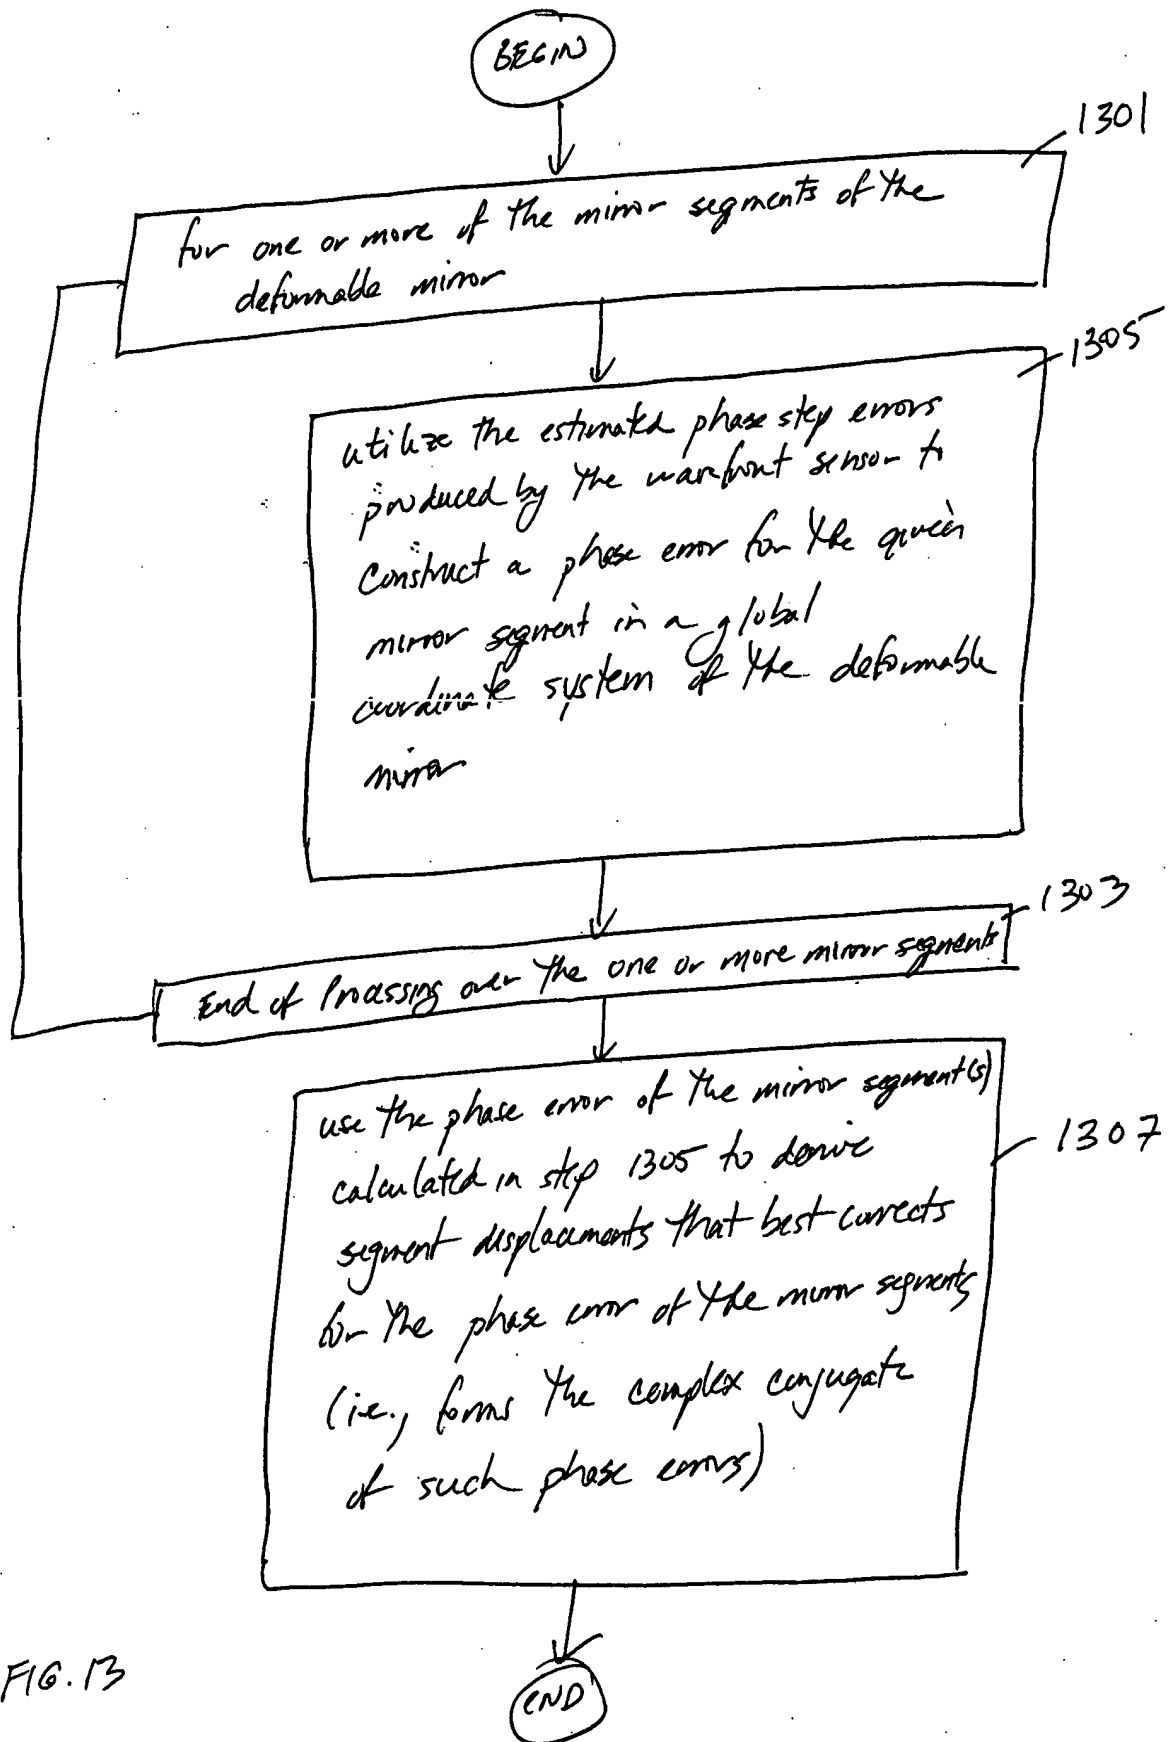 BEGIN
1301
for one or more of the mirror segments of the
deformable mirror
1305
utilize the estimated phase step errors
produced by the wavefront sensor to
construct a phase error for the given
mirror segment in a global
coordinate system of the deformable
mirror
1303
End of Processing over the one or more mirror segments
use the phase error of the mirror segment(s)
calculated in step 1305 to derive
segment displacements that best corrects
for the phase error of the mirror segments
(i.e., forms the complex conjugate
of such phase errors)
1307
FIG. 13
END